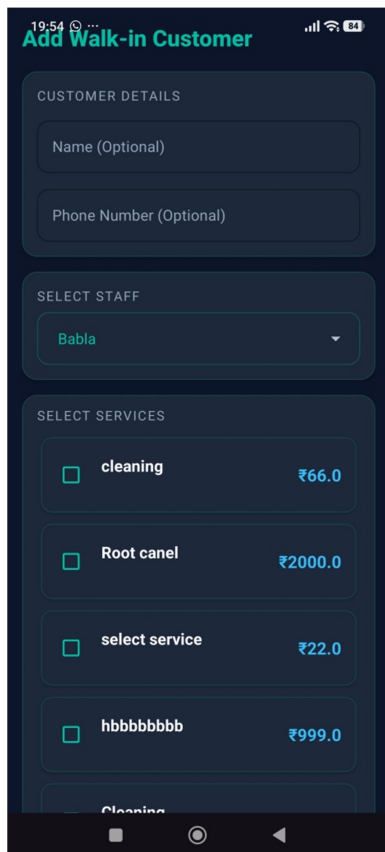 19:54
84
Add Walk-in Customer
CUSTOMER DETAILS
Name (Optional)
Phone Number (Optional)
SELECT STAFF
Babla
SELECT SERVICES
cleaning
₹66.0
Root canel
₹2000.0
select service
₹22.0
hbbbbbbbb
₹999.0
Cleaning